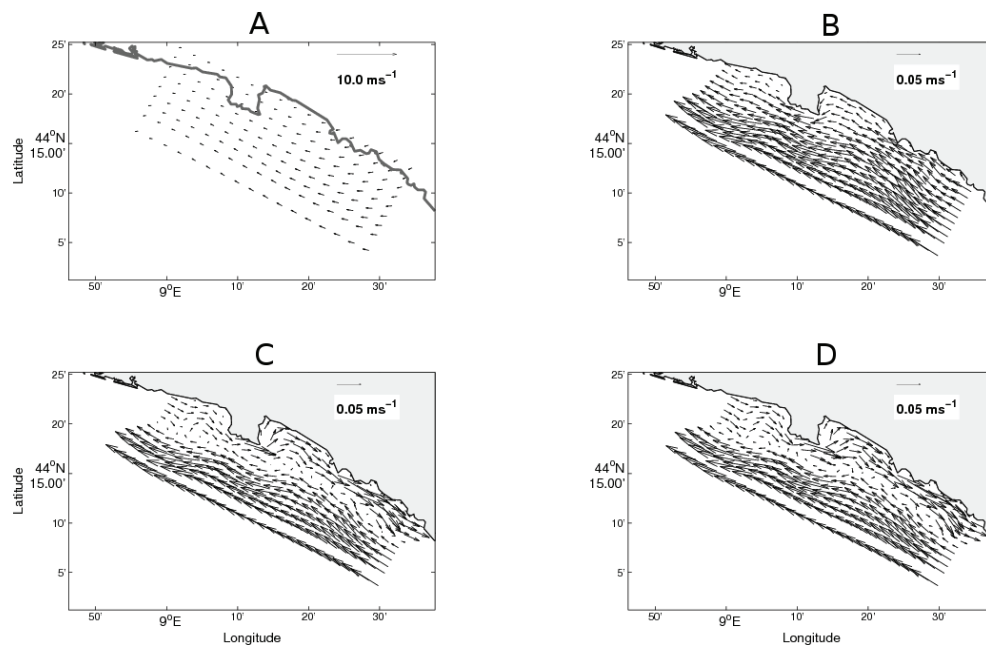 A
25'
10.0 ms⁻¹
20'
44°N
15.00'
Latitude
10'
5'
50'
9°E
10'
20'
30'
B
25'
0.05 ms⁻¹
20'
44°N
15.00'
10'
5'
50'
9°E
10'
20'
30'
C
25'
0.05 ms⁻¹
20'
44°N
15.00'
Latitude
10'
5'
50'
9°E
10'
20'
30'
Longitude
D
25'
0.05 ms⁻¹
20'
44°N
15.00'
10'
5'
50'
9°E
10'
20'
30'
Longitude